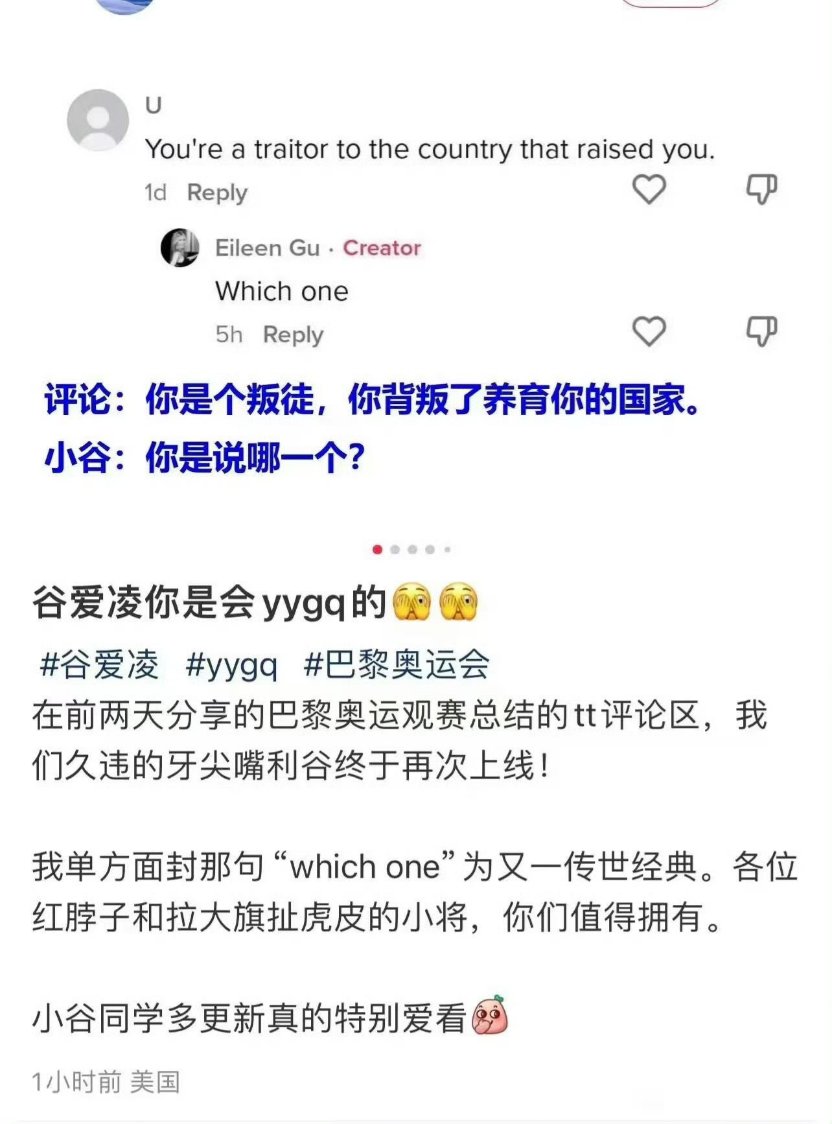 U
You're a traitor to the country that raised you.
1d Reply
Eileen Gu · Creator
Which one
5h Reply
评论：你是个叛徒，你背叛了养育你的国家。
小谷：你是说哪一个？
谷爱凌你是会yygq的🫣🫣
#谷爱凌 #yygq #巴黎奥运会
在前两天分享的巴黎奥运观赛总结的tt评论区，我
们久违的牙尖嘴利谷终于再次上线！
我单方面封那句“which one”为又一传世经典。各位
红脖子和拉大旗扯虎皮的小将，你们值得拥有。
小谷同学多更新真的特别爱看
1小时前 美国